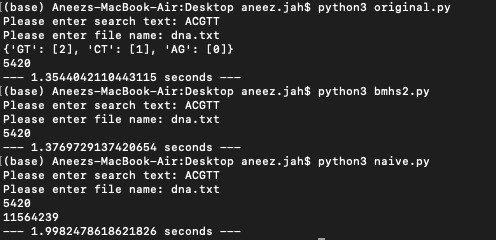 [(base) Aneezs-MacBook-Air:Desktop aneez.jah$ python3 original.py
Please enter search text: ACGTT
Please enter file name: dna.txt
{'GT': [2], 'CT': [1], 'AG': [0]}
5420
--- 1.3544042110443115 seconds ---
[(base) Aneezs-MacBook-Air:Desktop aneez.jah$ python3 bmhs2.py
Please enter search text: ACGTT
Please enter file name: dna.txt
5420
--- 1.3769729137420654 seconds ---
[(base) Aneezs-MacBook-Air:Desktop aneez.jah$ python3 naive.py
Please enter search text: ACGTT
Please enter file name: dna.txt
5420
11564239
--- 1.9982478618621826 seconds ---